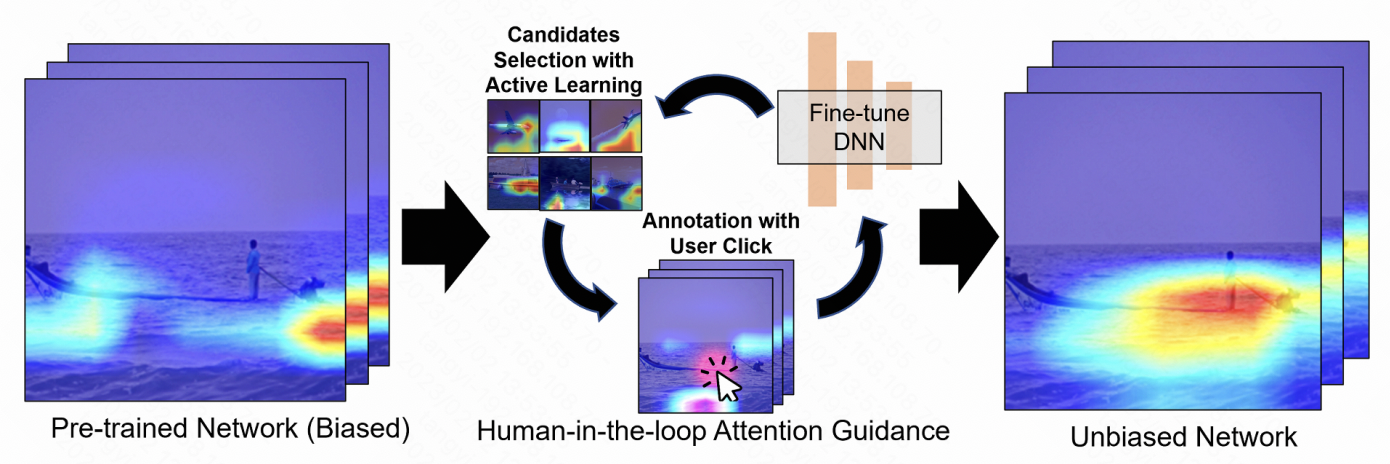 Candidates
Selection with
Active Learning
Fine-tune
DNN
Annotation with
User Click
Pre-trained Network (Biased)
Human-in-the-loop Attention Guidance
Unbiased Network